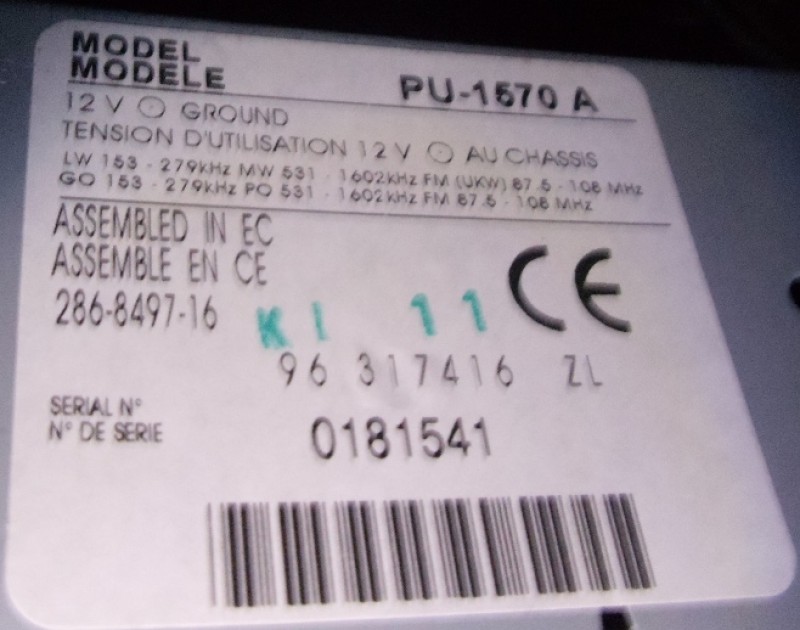 MODEL
MODELE PU-1570 A
12 V ⊙ GROUND
TENSION D'UTILISATION 12 V ⊙ AU CHASSIS
LW 153 - 279kHz MW 531 - 1602kHz FM (UKW) 87.5 - 108 MHz
GO 153 - 279kHz PO 531 - 1602kHz FM 87.5 - 108 MHz
ASSEMBLED IN EC
ASSEMBLE EN CE
286-8497-16
KI 11
CE
96 317416 ZL
SERIAL N°
N° DE SERIE
0181541